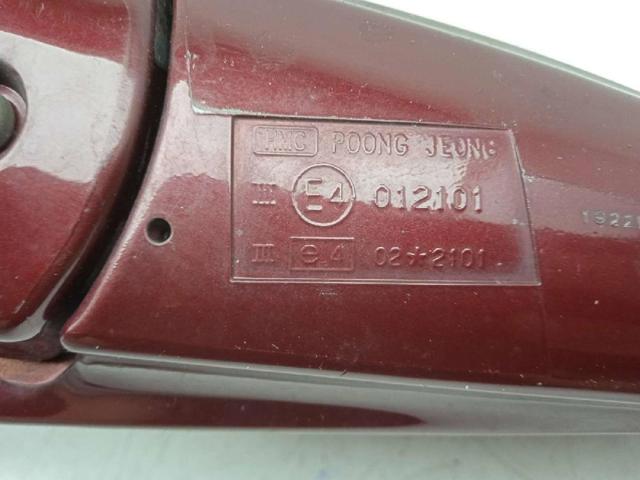 HMC POONG JEONG
III E4 012101
III e4 02☆2101